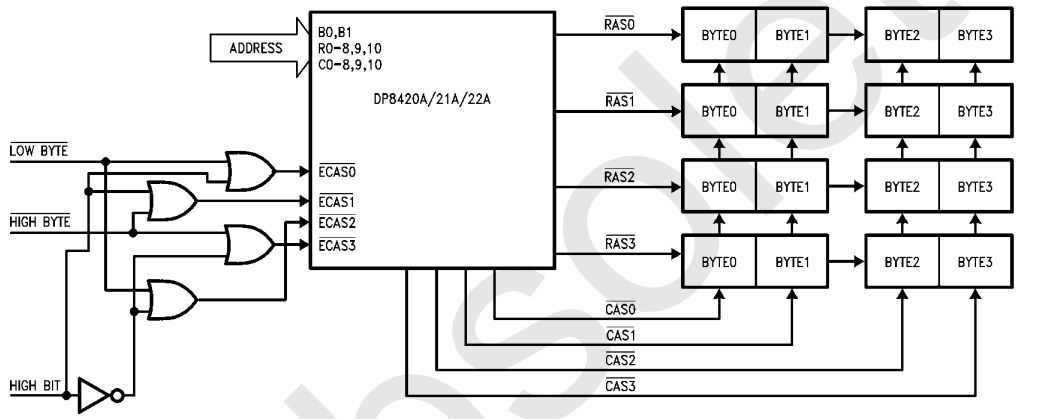 ADDRESS
B0,B1
R0-8,9,10
C0-8,9,10
DP8420A/21A/22A
LOW BYTE
HIGH BYTE
HIGH BIT
ECAS0
ECAS1
ECAS2
ECAS3
RAS0
BYTE0 BYTE1 BYTE2 BYTE3
RAS1
BYTE0 BYTE1 BYTE2 BYTE3
RAS2
BYTE0 BYTE1 BYTE2 BYTE3
RAS3
BYTE0 BYTE1 BYTE2 BYTE3
CAS0
CAS1
CAS2
CAS3